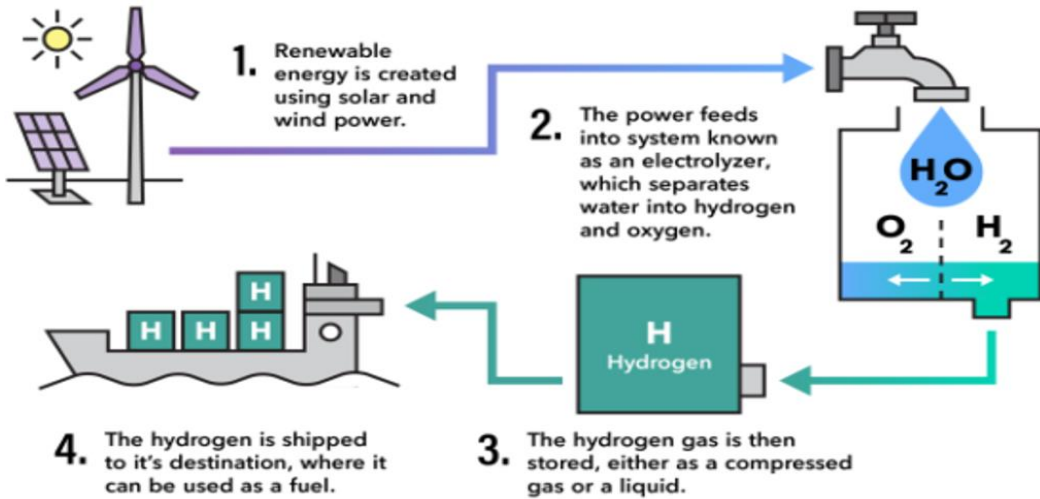 1. Renewable
energy is created
using solar and
wind power.
2. The power feeds
into system known
as an electrolyzer,
which separates
water into hydrogen
and oxygen.
H₂O
O₂ H₂
H
Hydrogen
H
H H H
3. The hydrogen gas is then
stored, either as a compressed
gas or a liquid.
4. The hydrogen is shipped
to it's destination, where it
can be used as a fuel.